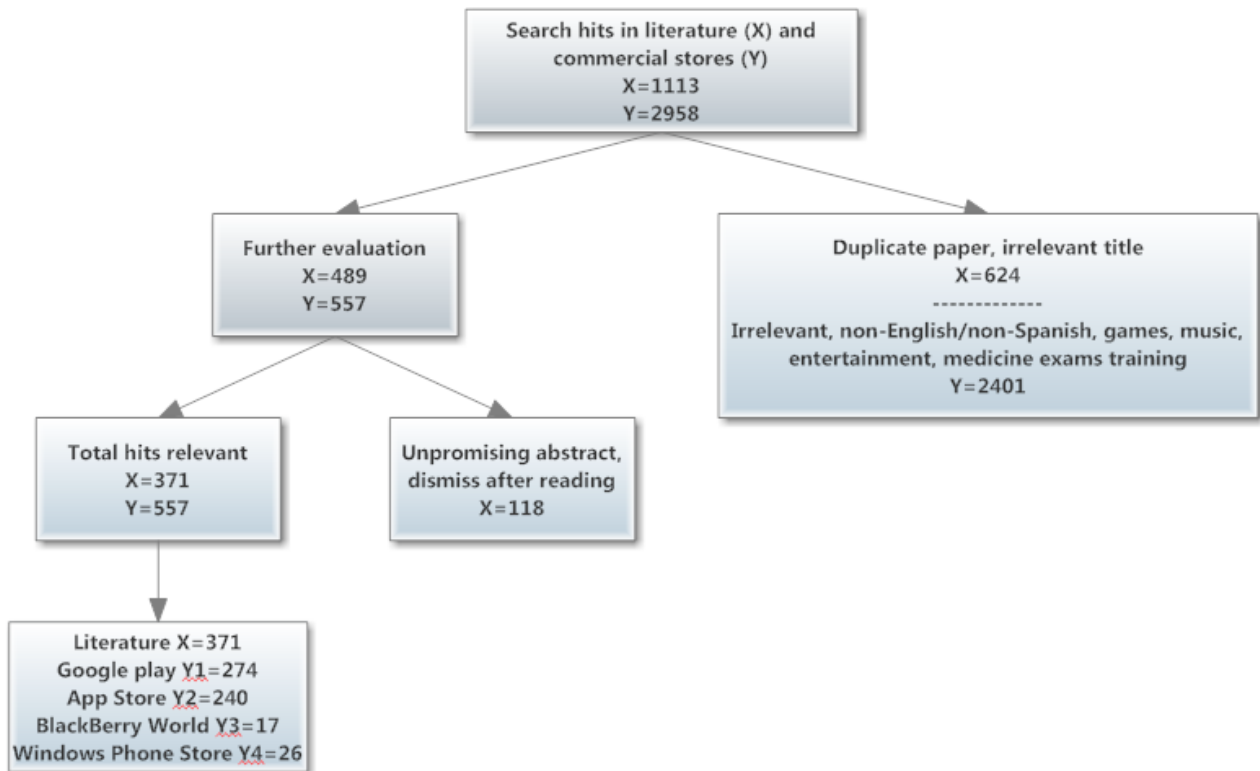 Search hits in literature (X) and
commercial stores (Y)
X=1113
Y=2958
Further evaluation
X=489
Y=557
Duplicate paper, irrelevant title
X=624
-------------
Irrelevant, non-English/non-Spanish, games, music,
entertainment, medicine exams training
Y=2401
Total hits relevant
X=371
Y=557
Unpromising abstract,
dismiss after reading
X=118
Literature X=371
Google play Y1=274
App Store Y2=240
BlackBerry World Y3=17
Windows Phone Store Y4=26